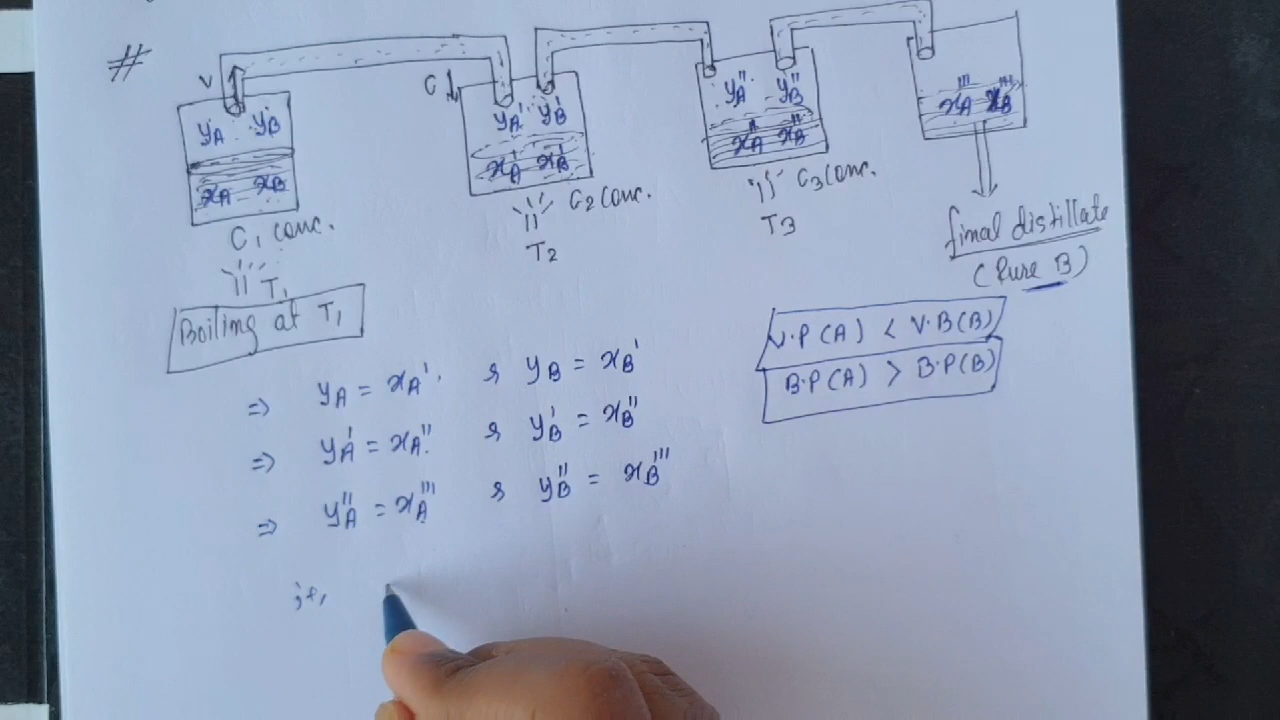 #
V
yA yB
xA xB
C₁ conc.
T₁
Boiling at T₁
C
yA' yB'
xA' xB'
C₂ conc.
T₂
yA'' yB''
xA'' xB''
C₃ conc.
T₃
xA''' xB'''
final distillate
(Pure B)
V.P(A) < V.B(B)
B.P(A) > B.P(B)
⇒ yA = xA' & yB = xB'
⇒ yA' = xA'' & yB' = xB''
⇒ yA'' = xA''' & yB'' = xB'''
if,